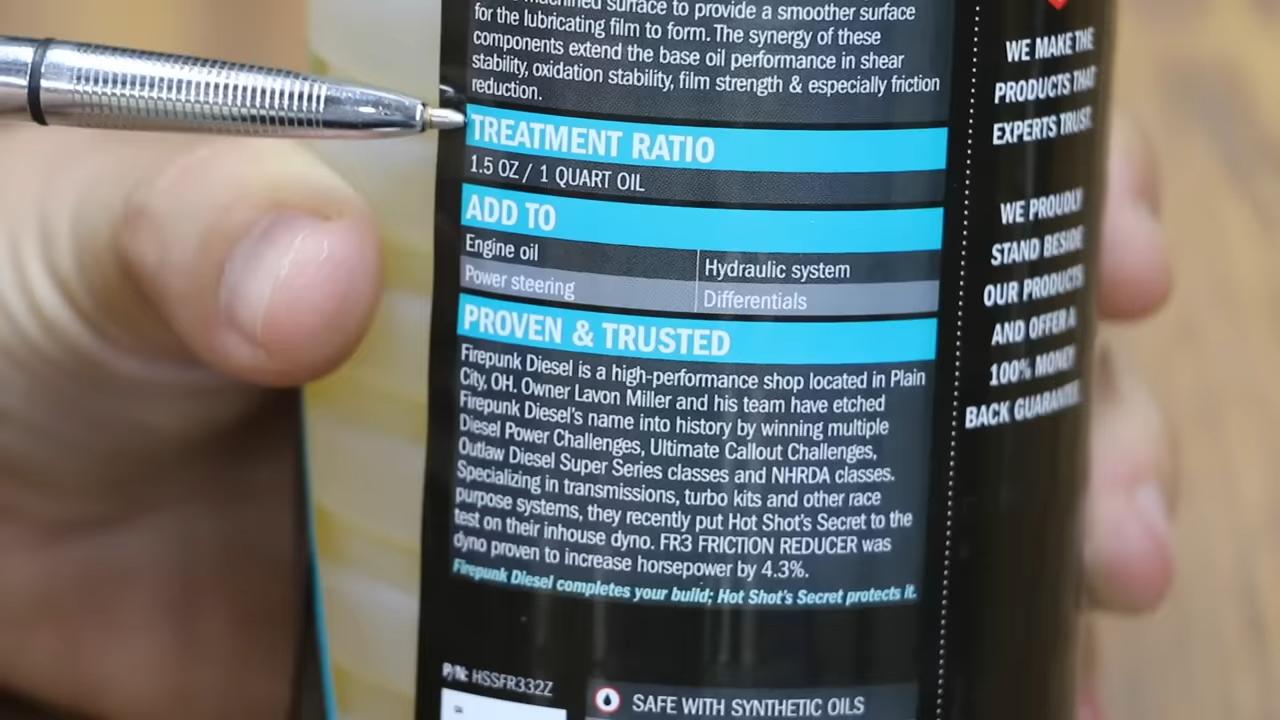 machined surface to provide a smoother surface
for the lubricating film to form. The synergy of these
components extend the base oil performance in shear
stability, oxidation stability, film strength & especially friction
reduction.
TREATMENT RATIO
1.5 OZ / 1 QUART OIL
ADD TO
Engine oil
Hydraulic system
Power steering
Differentials
PROVEN & TRUSTED
Firepunk Diesel is a high-performance shop located in Plain
City, OH. Owner Lavon Miller and his team have etched
Firepunk Diesel's name into history by winning multiple
Diesel Power Challenges, Ultimate Callout Challenges,
Outlaw Diesel Super Series classes and NHRDA classes.
Specializing in transmissions, turbo kits and other race
purpose systems, they recently put Hot Shot's Secret to the
test on their inhouse dyno. FR3 FRICTION REDUCER was
dyno proven to increase horsepower by 4.3%.
Firepunk Diesel completes your build; Hot Shot's Secret protects it.
P/N: HSSFR332Z
SAFE WITH SYNTHETIC OILS
WE MAKE THE
PRODUCTS THAT
EXPERTS TRUST.
WE PROUDLY
STAND BESIDE
OUR PRODUCTS
AND OFFER A
100% MONEY
BACK GUARANTEE.